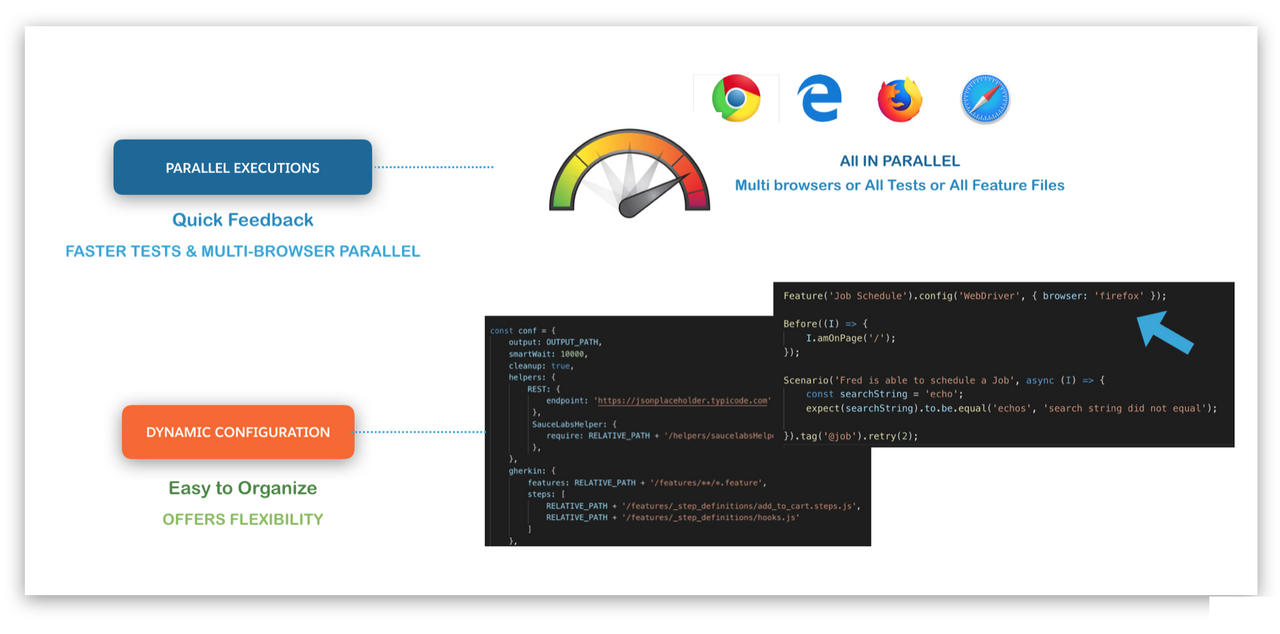 PARALLEL EXECUTIONS
Quick Feedback
FASTER TESTS & MULTI-BROWSER PARALLEL
All IN PARALLEL
Multi browsers or All Tests or All Feature Files
DYNAMIC CONFIGURATION
Easy to Organize
OFFERS FLEXIBILITY
const conf = {
output: OUTPUT_PATH,
smartWait: 10000,
cleanup: true,
helpers: {
REST: {
endpoint: 'https://jsonplaceholder.typicode.com'
},
SauceLabsHelper: {
require: RELATIVE_PATH + '/helpers/saucelabsHelpe
},
},
gherkin: {
features: RELATIVE_PATH + '/features/**/*.feature',
steps: [
RELATIVE_PATH + '/features/_step_definitions/add_to_cart.steps.js',
RELATIVE_PATH + '/features/_step_definitions/hooks.js'
]
},
Feature('Job Schedule').config('WebDriver', { browser: 'firefox' });
Before((I) => {
I.amOnPage('/');
});
Scenario('Fred is able to schedule a Job', async (I) => {
const searchString = 'echo';
expect(searchString).to.be.equal('echos', 'search string did not equal');
}).tag('@job').retry(2);